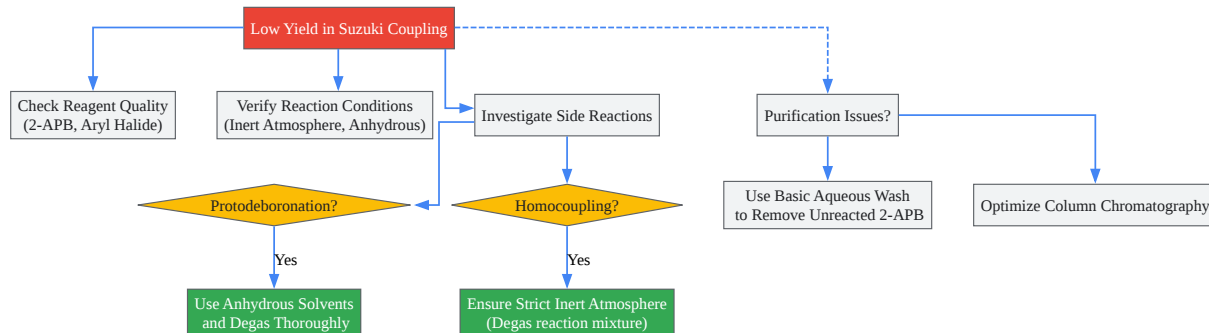 Low Yield in Suzuki Coupling
Check Reagent Quality
(2-APB, Aryl Halide)
Verify Reaction Conditions
(Inert Atmosphere, Anhydrous)
Investigate Side Reactions
Purification Issues?
Protodeboronation?
Homocoupling?
Use Basic Aqueous Wash
to Remove Unreacted 2-APB
Optimize Column Chromatography
Yes
Yes
Use Anhydrous Solvents
and Degas Thoroughly
Ensure Strict Inert Atmosphere
(Degas reaction mixture)